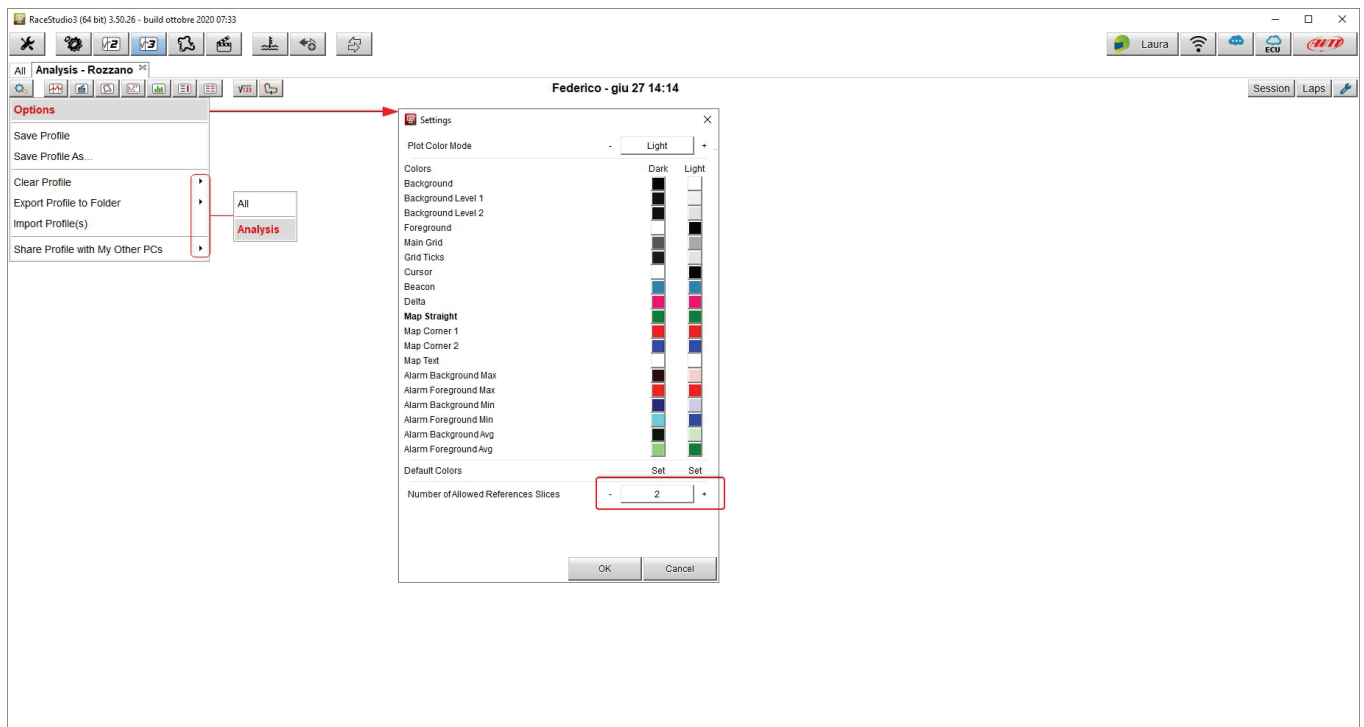 RaceStudio3 (64 bit) 3.50.26 - build ottobre 2020 07:33
Laura
ECU
AiM
All Analysis - Rozzano
Federico - giu 27 14:14
Session Laps
Options
Save Profile
Save Profile As...
Clear Profile
Export Profile to Folder
Import Profile(s)
Share Profile with My Other PCs
All
Analysis
Settings
Plot Color Mode - Light +
Colors Dark Light
Background
Background Level 1
Background Level 2
Foreground
Main Grid
Grid Ticks
Cursor
Beacon
Delta
Map Straight
Map Corner 1
Map Corner 2
Map Text
Alarm Background Max
Alarm Foreground Max
Alarm Background Min
Alarm Foreground Min
Alarm Background Avg
Alarm Foreground Avg
Default Colors Set Set
Number of Allowed References Slices - 2 +
OK Cancel